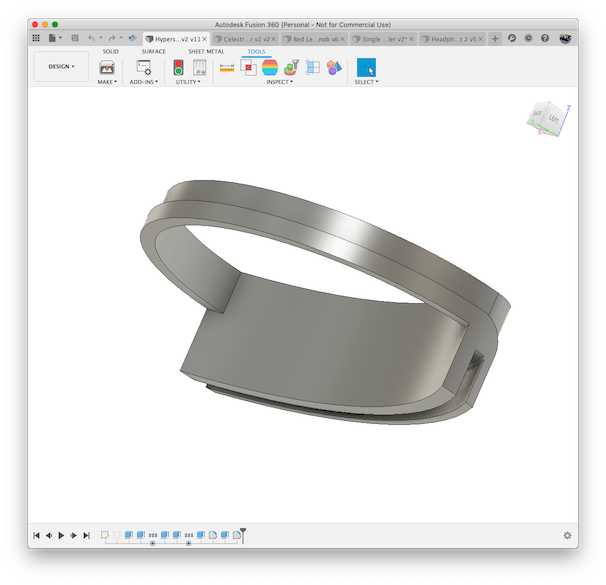 Autodesk Fusion 360 (Personal - Not for Commercial Use)
Hypers...v2 v11
Celestr...r v2 v2
Bed Le...nob v6
Single ...ler v2*
Headph...t 2 v5
SOLID SURFACE SHEET METAL TOOLS
DESIGN
MAKE ADD-INS UTILITY INSPECT SELECT
Z
LEFT